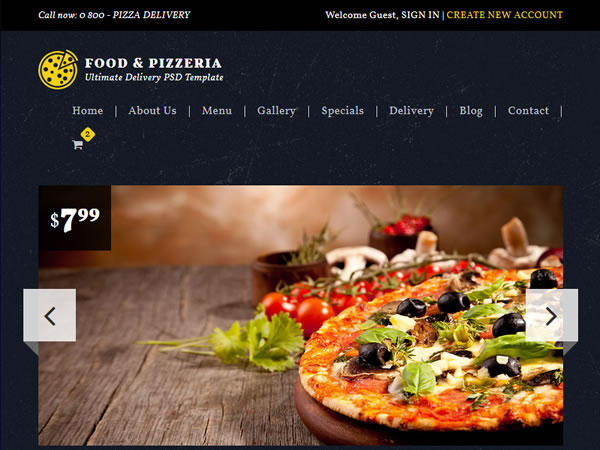 Call now: 0 800 - PIZZA DELIVERY
Welcome Guest, SIGN IN | CREATE NEW ACCOUNT
FOOD & PIZZERIA
Ultimate Delivery PSD Template
Home | About Us | Menu | Gallery | Specials | Delivery | Blog | Contact |
2
$7.99